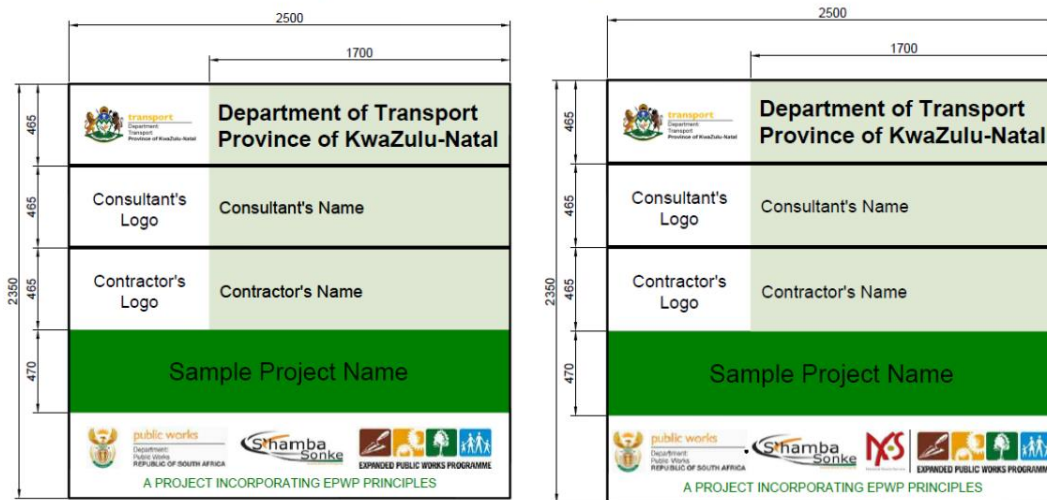 2500
1700
465
transport
Department:
Transport
Province of KwaZulu-Natal
Department of Transport
Province of KwaZulu-Natal
465
Consultant's
Logo
Consultant's Name
465
Contractor's
Logo
Contractor's Name
2350
470
Sample Project Name
public works
Department:
Public Works
REPUBLIC OF SOUTH AFRICA
S'hamba
Sonke
EXPANDED PUBLIC WORKS PROGRAMME
A PROJECT INCORPORATING EPWP PRINCIPLES
2500
1700
465
transport
Department:
Transport
Province of KwaZulu-Natal
Department of Transport
Province of KwaZulu-Natal
465
Consultant's
Logo
Consultant's Name
465
Contractor's
Logo
Contractor's Name
2350
470
Sample Project Name
public works
Department:
Public Works
REPUBLIC OF SOUTH AFRICA
S'hamba
Sonke
NYS
EXPANDED PUBLIC WORKS PROGRAMME
A PROJECT INCORPORATING EPWP PRINCIPLES